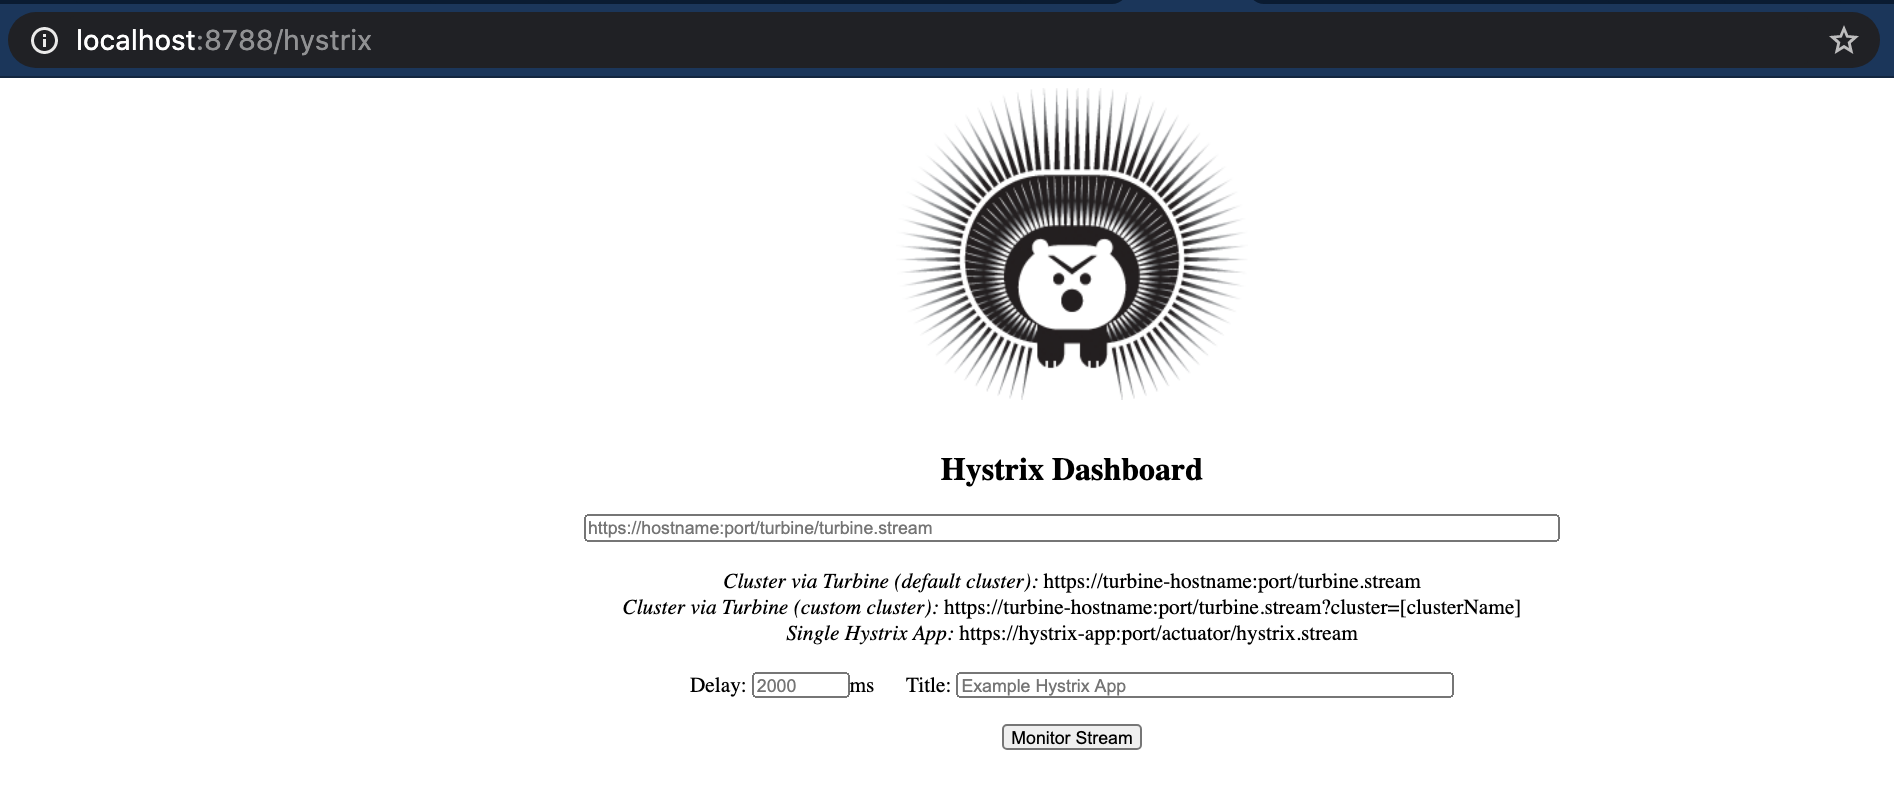 localhost:8788/hystrix
Hystrix Dashboard
https://hostname:port/turbine/turbine.stream
Cluster via Turbine (default cluster): https://turbine-hostname:port/turbine.stream
Cluster via Turbine (custom cluster): https://turbine-hostname:port/turbine.stream?cluster=[clusterName]
Single Hystrix App: https://hystrix-app:port/actuator/hystrix.stream
Delay: 2000 ms Title: Example Hystrix App
Monitor Stream